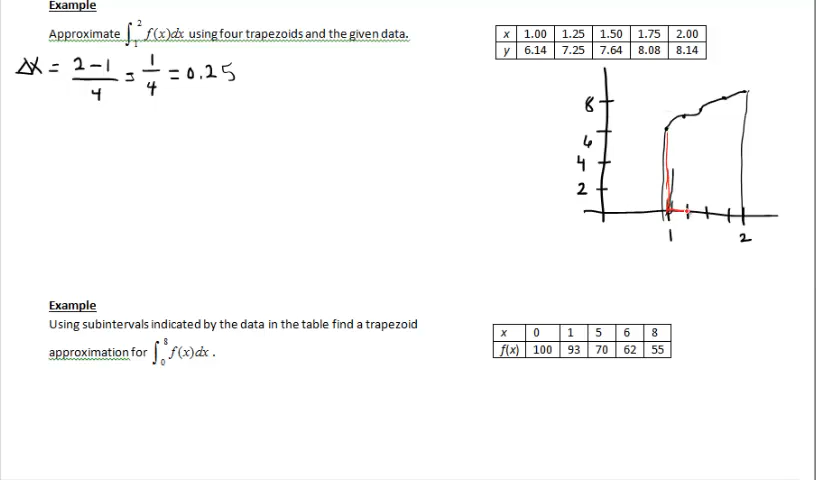 Example
Approximate ∫₁² f(x)dx using four trapezoids and the given data.
x 1.00 1.25 1.50 1.75 2.00
y 6.14 7.25 7.64 8.08 8.14
Δx = (2-1)/4 = 1/4 = 0.25
8
6
4
2
1 2
Example
Using subintervals indicated by the data in the table find a trapezoid
approximation for ∫₀⁸ f(x)dx .
x 0 1 5 6 8
f(x) 100 93 70 62 55